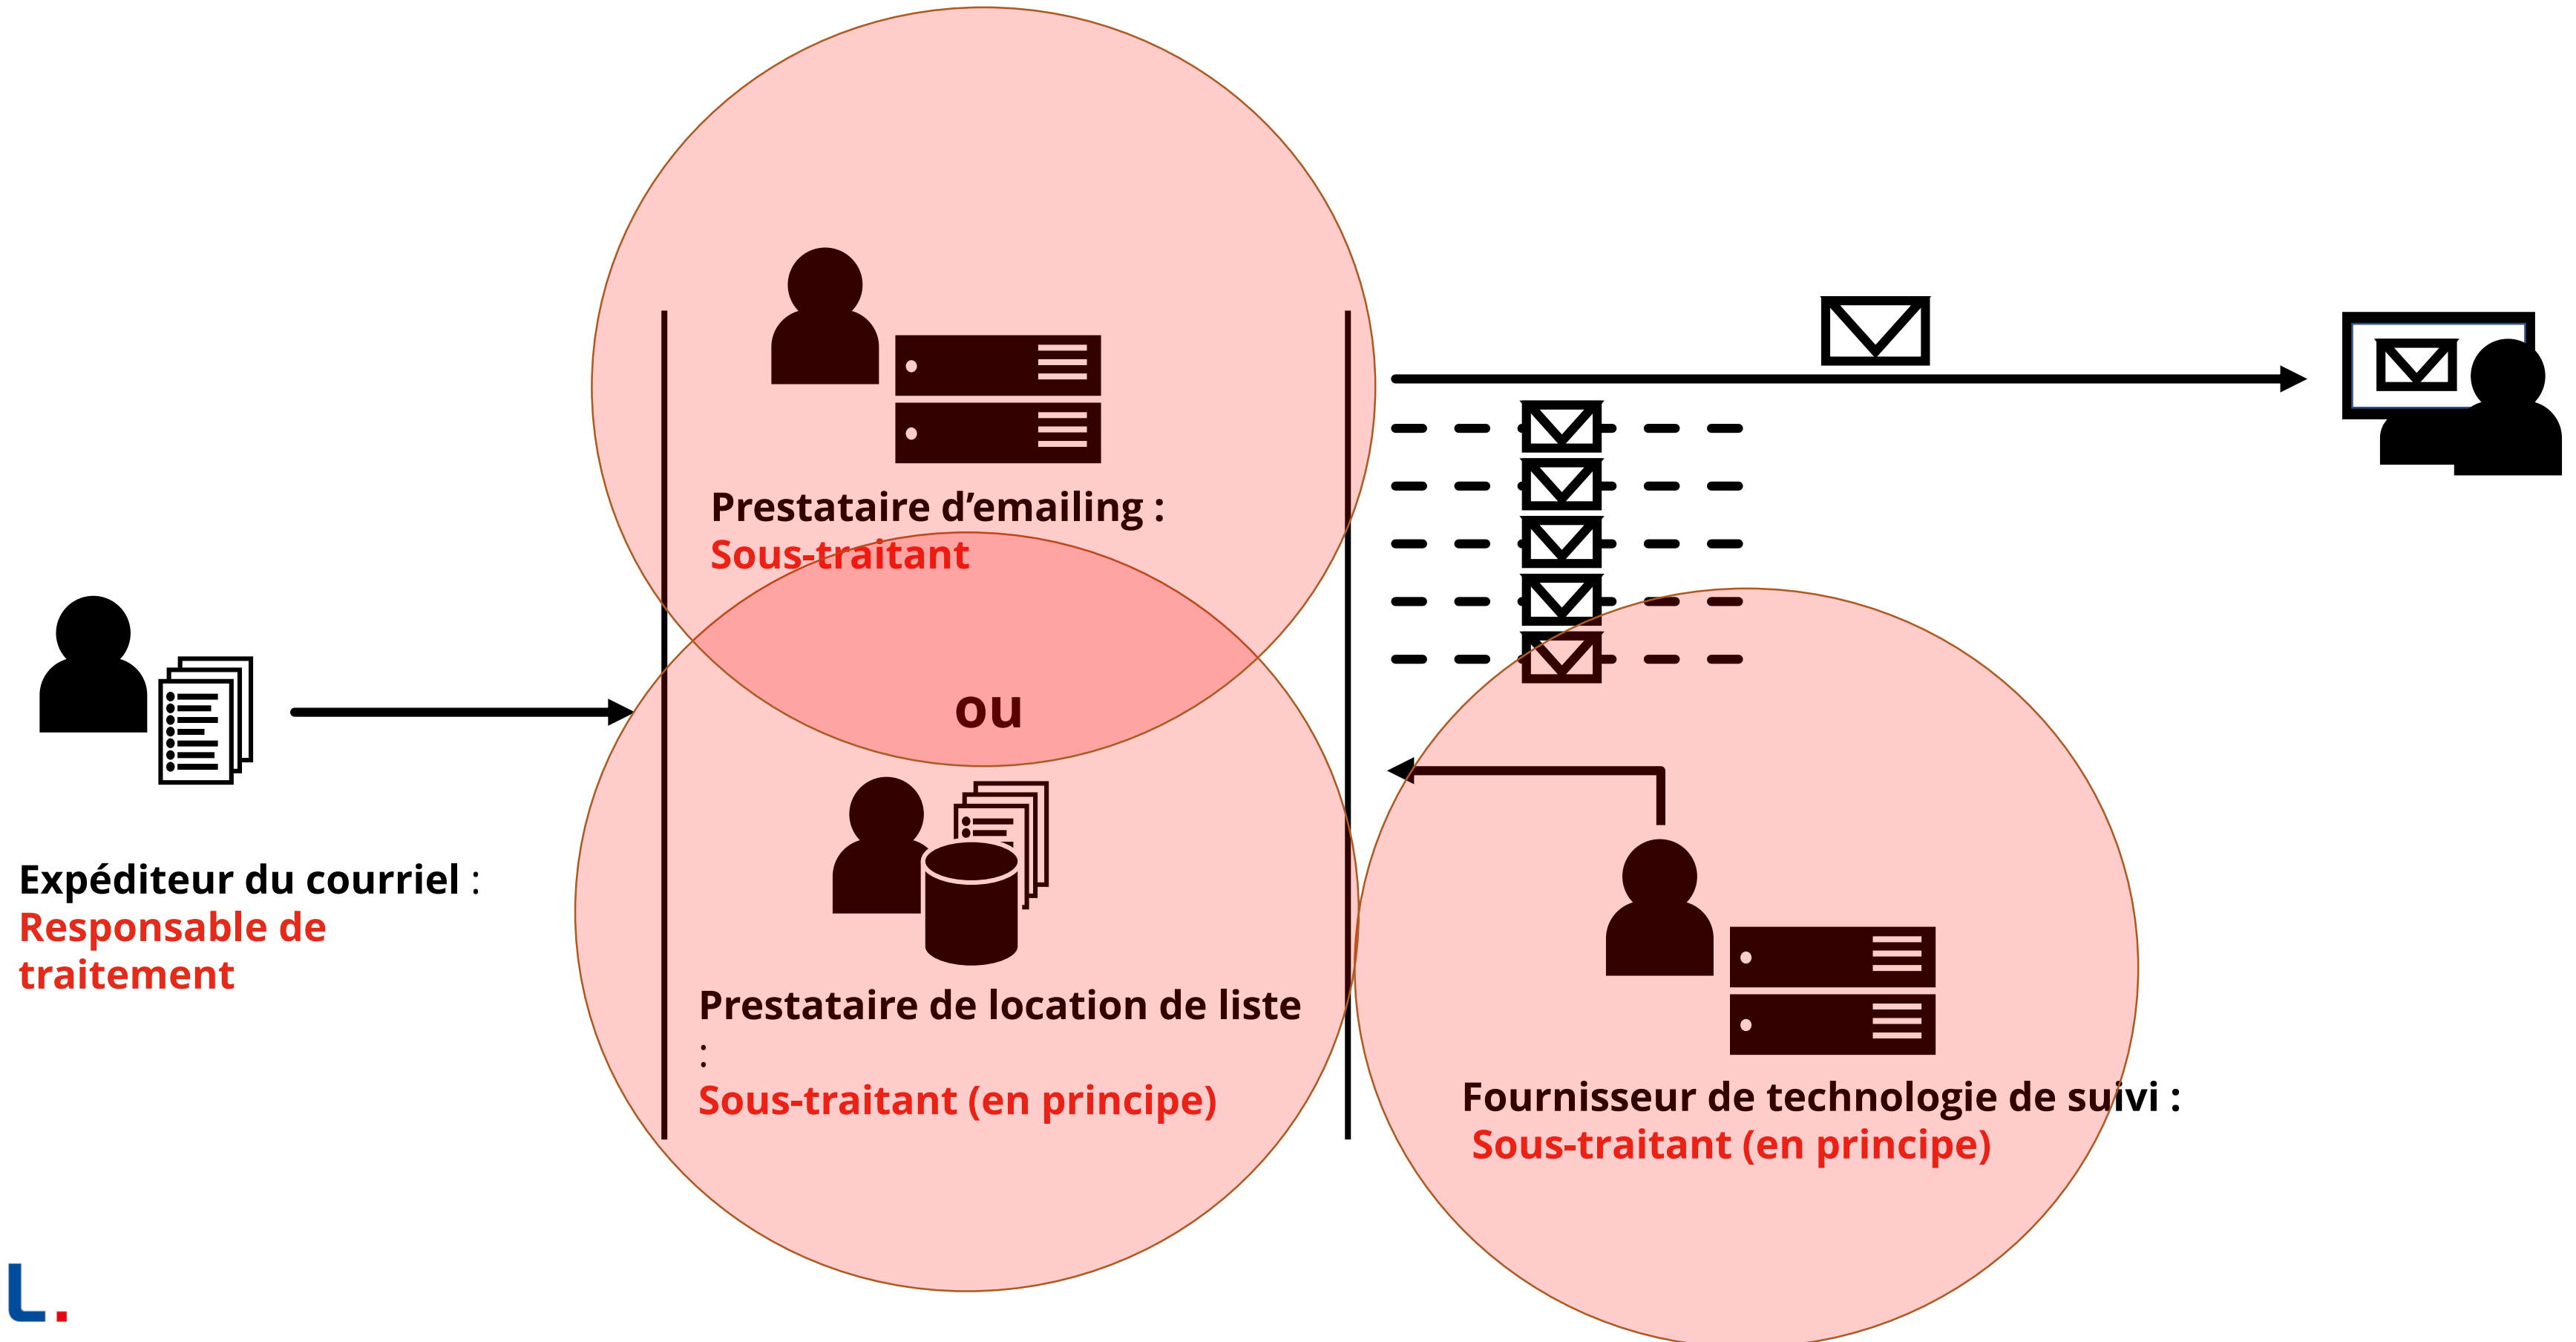 Prestataire d’emailing :
Sous-traitant
ou
Expéditeur du courriel :
Responsable de
traitement
Prestataire de location de liste
:
Sous-traitant (en principe)
Fournisseur de technologie de suivi :
Sous-traitant (en principe)
L.